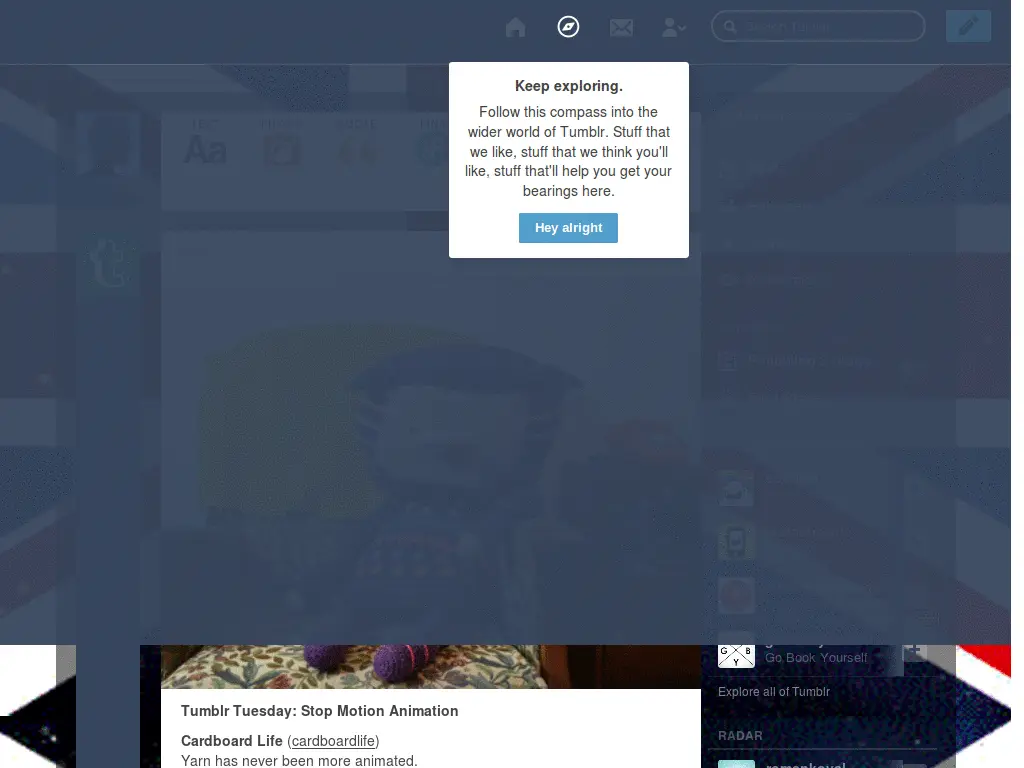 Search Tumblr
Keep exploring.
Follow this compass into the
wider world of Tumblr. Stuff that
we like, stuff that we think you'll
like, stuff that'll help you get your
bearings here.
Hey alright
Aa
t:
G B
Y
Go Book Yourself
Explore all of Tumblr
RADAR
Tumblr Tuesday: Stop Motion Animation
Cardboard Life (cardboardlife)
Yarn has never been more animated.